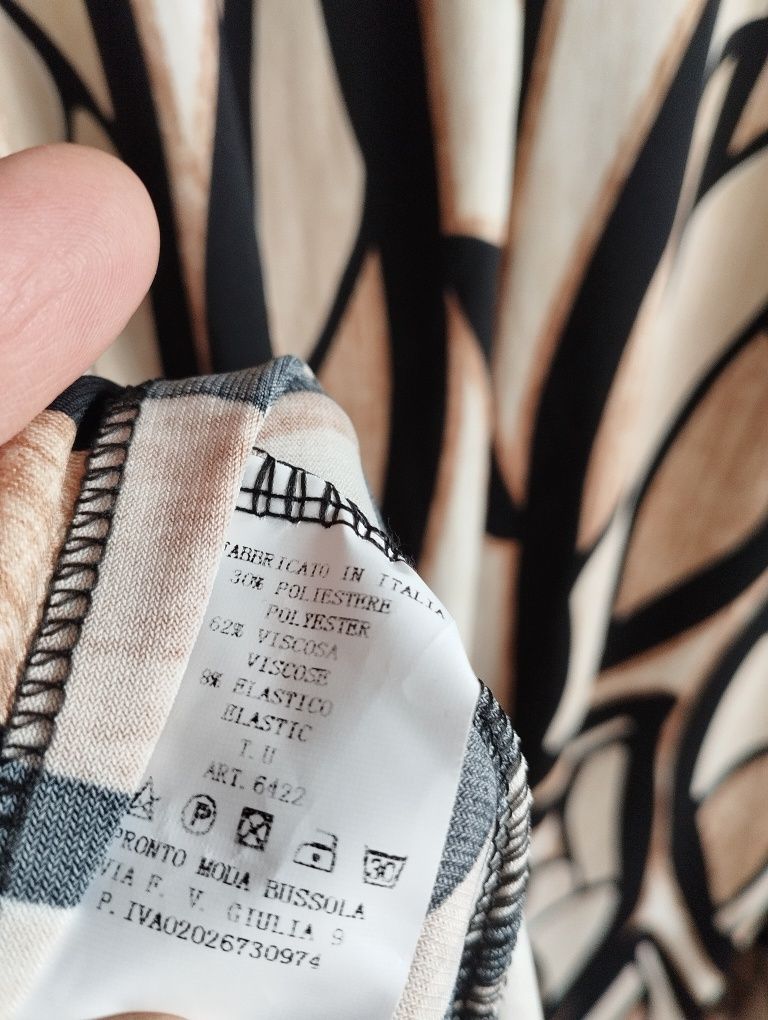 FABBRICATO IN ITALIA
30% POLIESTERE
POLYESTER
62% VISCOSA
VISCOSE
8% ELASTICO
ELASTIC
T.U
ART.6422
P
30
PRONTO MODA BUSSOLA
VIA F. V. GIULIA 9
P.IVA02026730974